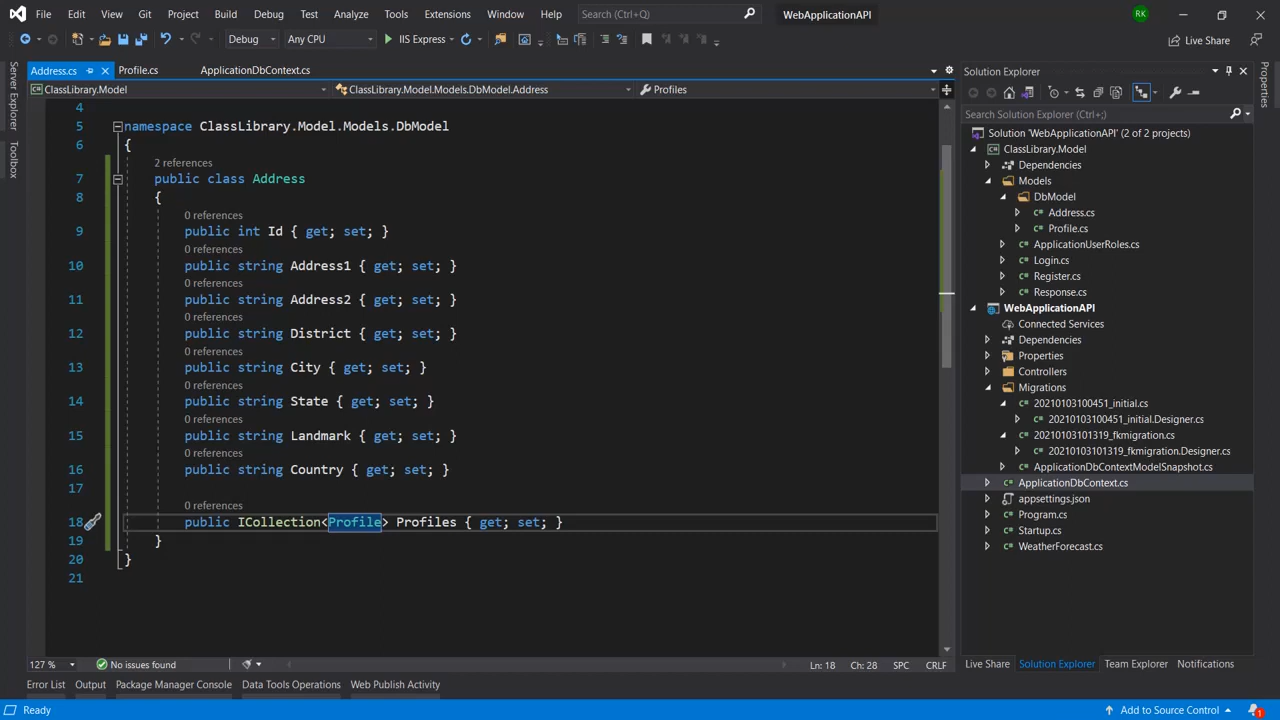 File Edit View Git Project Build Debug Test Analyze Tools Extensions Window Help Search (Ctrl+Q) WebApplicationAPI RK
Debug Any CPU IIS Express Live Share
Server Explorer
Toolbox
Address.cs Profile.cs ApplicationDbContext.cs
ClassLibrary.Model ClassLibrary.Model.Models.DbModel.Address Profiles
4
5 namespace ClassLibrary.Model.Models.DbModel
6 {
2 references
7 public class Address
8 {
0 references
9 public int Id { get; set; }
0 references
10 public string Address1 { get; set; }
0 references
11 public string Address2 { get; set; }
0 references
12 public string District { get; set; }
0 references
13 public string City { get; set; }
0 references
14 public string State { get; set; }
0 references
15 public string Landmark { get; set; }
0 references
16 public string Country { get; set; }
17
0 references
18 public ICollection<Profile> Profiles { get; set; }
19 }
20 }
21
127 % No issues found Ln: 18 Ch: 28 SPC CRLF
Solution Explorer
Search Solution Explorer (Ctrl+;)
Solution 'WebApplicationAPI' (2 of 2 projects)
ClassLibrary.Model
Dependencies
Models
DbModel
C# Address.cs
C# Profile.cs
C# ApplicationUserRoles.cs
C# Login.cs
C# Register.cs
C# Response.cs
WebApplicationAPI
Connected Services
Dependencies
Properties
Controllers
Migrations
C# 20210103100451_initial.cs
C# 20210103100451_initial.Designer.cs
C# 20210103101319_fkmigration.cs
C# 20210103101319_fkmigration.Designer.cs
C# ApplicationDbContextModelSnapshot.cs
C# ApplicationDbContext.cs
appsettings.json
C# Program.cs
C# Startup.cs
C# WeatherForecast.cs
Live Share Solution Explorer Team Explorer Notifications
Properties
Error List Output Package Manager Console Data Tools Operations Web Publish Activity
Ready Add to Source Control 1